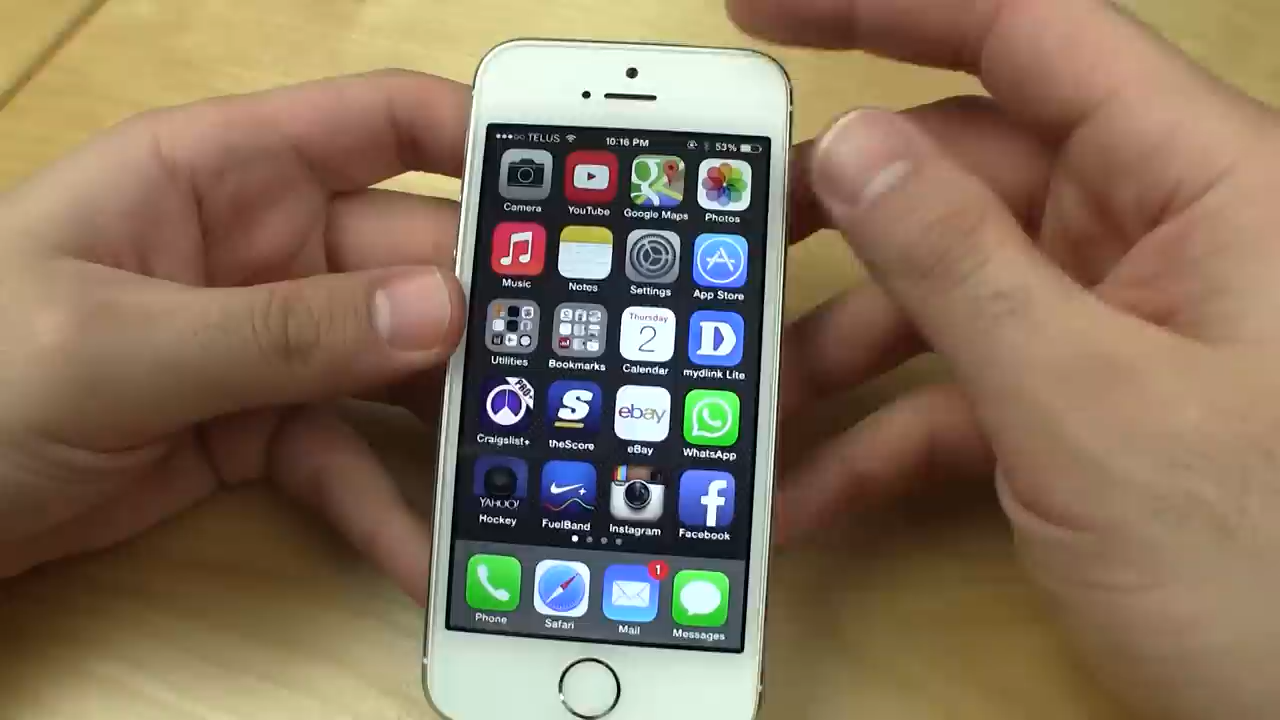 TELUS 10:16 PM 53%
Camera YouTube Google Maps Photos
Music Notes Settings App Store
Thursday
2
Utilities Bookmarks Calendar mydlink Lite
PRO+
S ebay
Craigslist+ theScore eBay WhatsApp
YAHOO!
Hockey FuelBand Instagram Facebook
1
Phone Safari Mail Messages